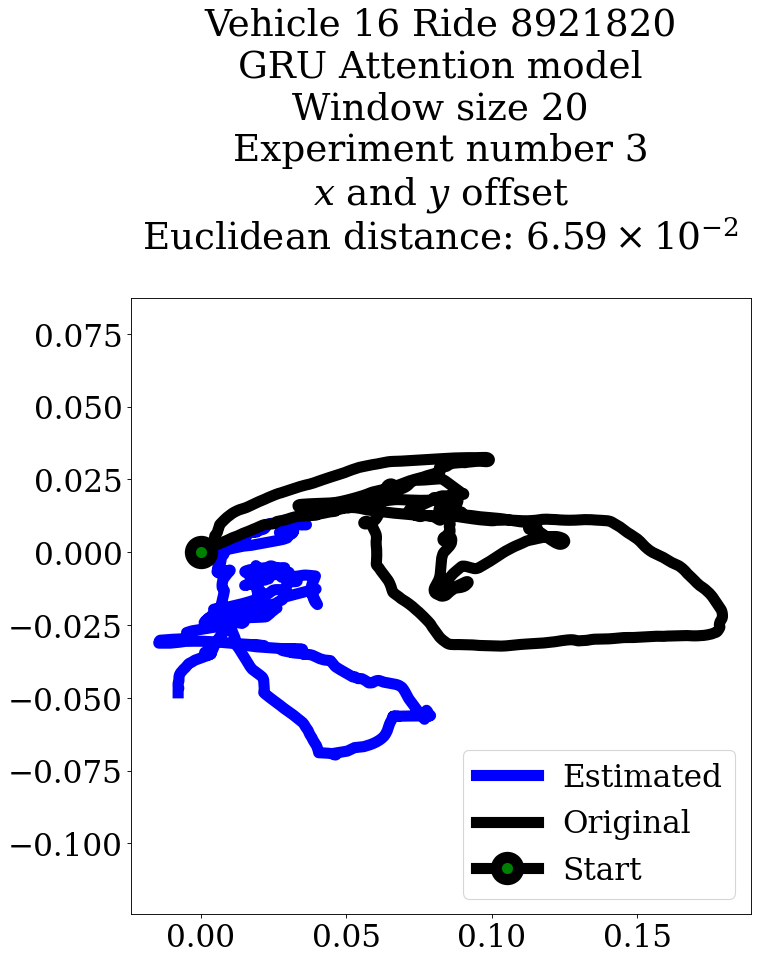 Vehicle 16 Ride 8921820
GRU Attention model
Window size 20
Experiment number 3
x and y offset
Euclidean distance: 6.59 × 10⁻²
0.075
0.050
0.025
0.000
−0.025
−0.050
−0.075
−0.100
Estimated
Original
Start
0.00 0.05 0.10 0.15